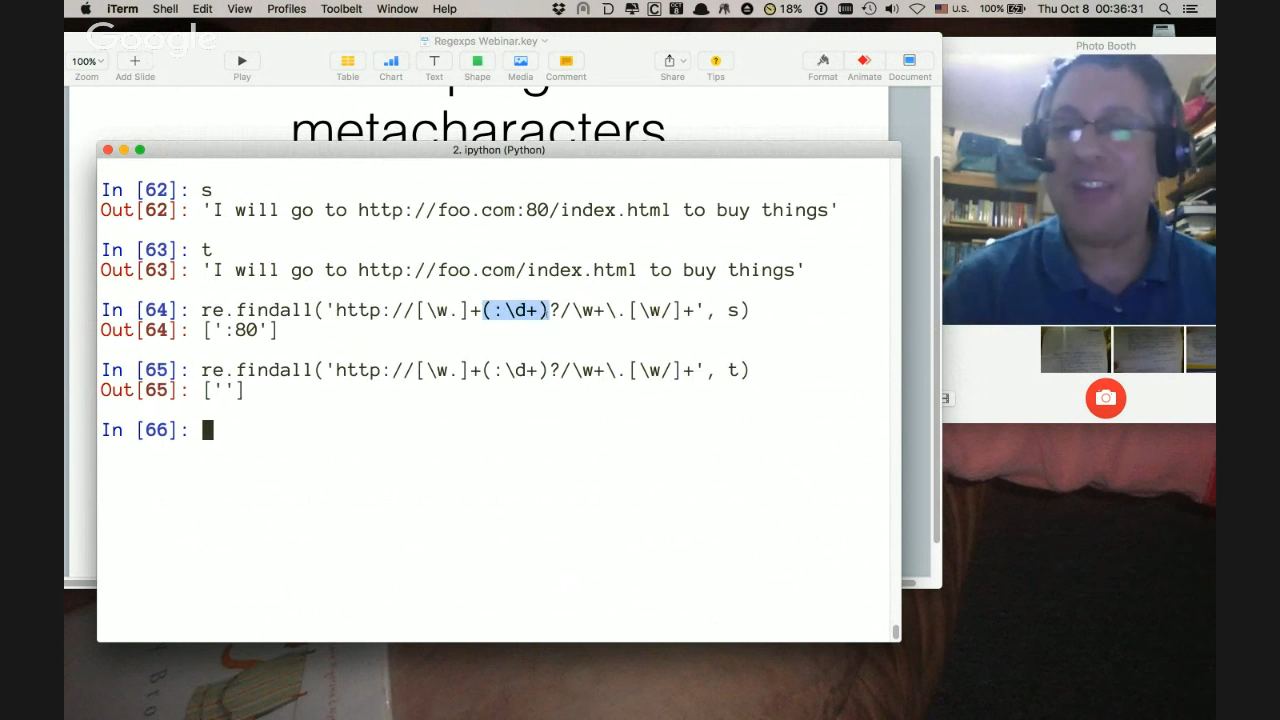 iTerm Shell Edit View Profiles Toolbelt Window Help 18% U.S. 100% Thu Oct 8 00:36:31
Google
Regexps Webinar.key
Photo Booth
100%
Zoom Add Slide Play Table Chart Text Shape Media Comment Share Tips Format Animate Document
metacharacters
2. ipython (Python)
In [62]: s
Out[62]: 'I will go to http://foo.com:80/index.html to buy things'
In [63]: t
Out[63]: 'I will go to http://foo.com/index.html to buy things'
In [64]: re.findall('http://[\w.]+(:\d+)?/\w+\.[\w/]+', s)
Out[64]: [':80']
In [65]: re.findall('http://[\w.]+(:\d+)?/\w+\.[\w/]+', t)
Out[65]: ['']
In [66]: